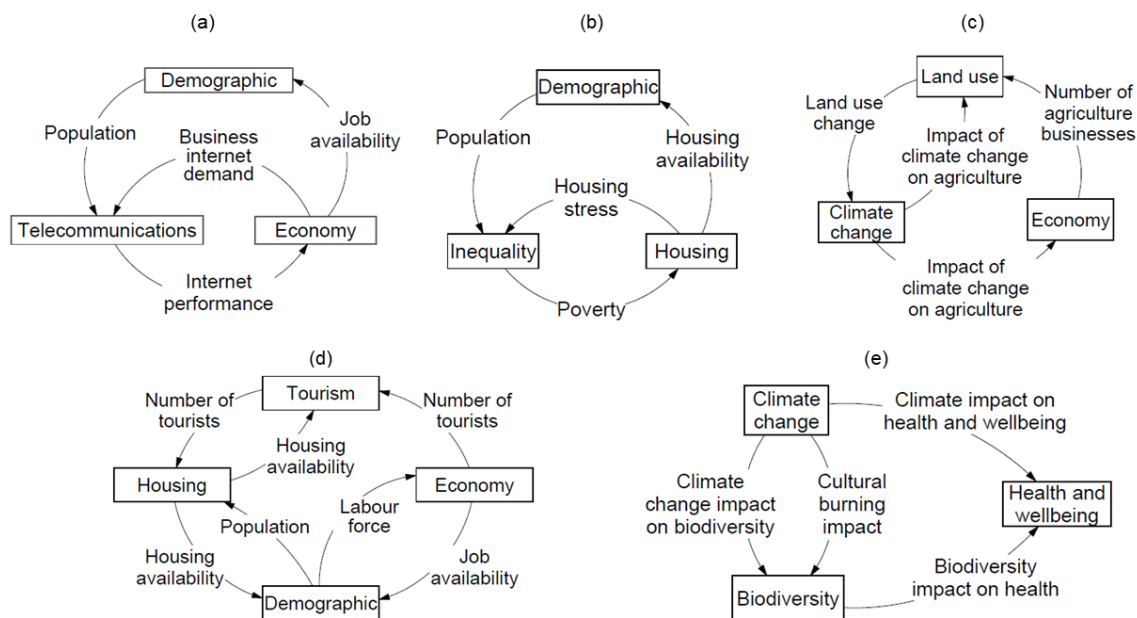 (a)
Demographic
Population
Business
internet
demand
Job
availability
Telecommunications
Economy
Internet
performance
(b)
Demographic
Population
Housing
availability
Housing
stress
Inequality
Housing
Poverty
(c)
Land use
Land use
change
Number of
agriculture
businesses
Impact of
climate change
on agriculture
Climate
change
Economy
Impact of
climate change
on agriculture
(d)
Tourism
Number of
tourists
Number of
tourists
Housing
availability
Housing
Economy
Labour
force
Population
Housing
availability
Job
availability
Demographic
(e)
Climate
change
Climate impact on
health and wellbeing
Climate
change impact
on biodiversity
Cultural
burning
impact
Health and
wellbeing
Biodiversity
impact on health
Biodiversity